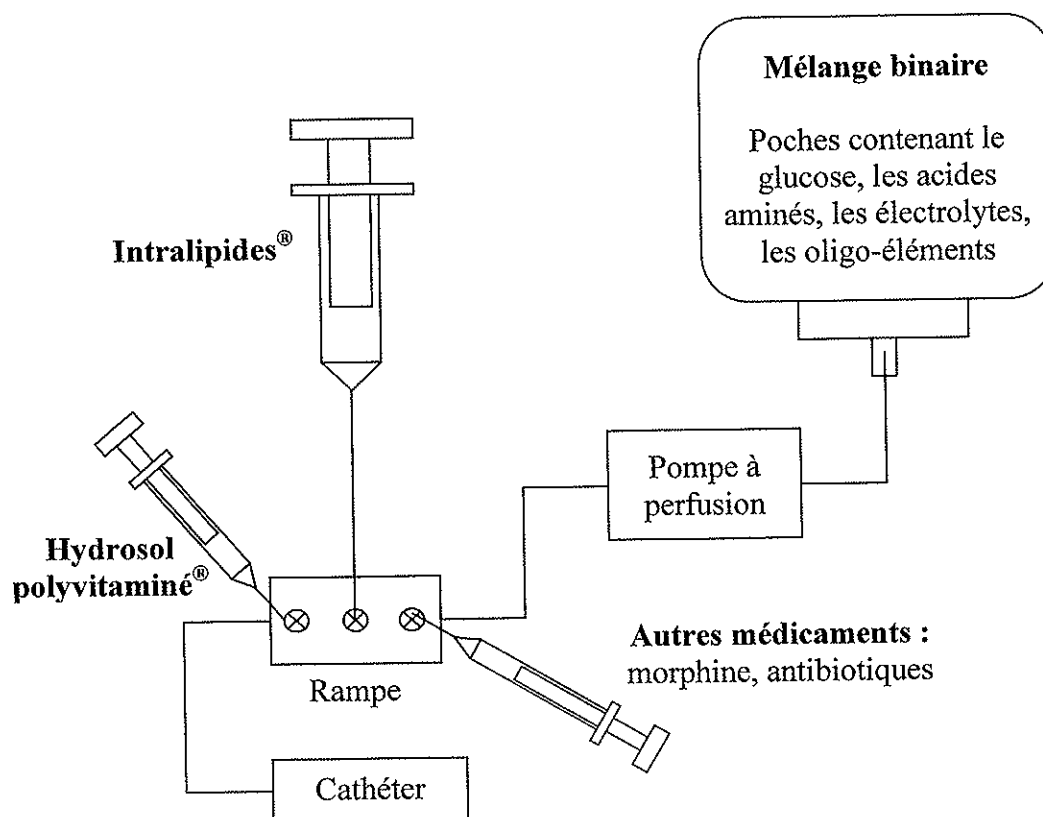 Mélange binaire
Poches contenant le
glucose, les acides
aminés, les électrolytes,
les oligo-éléments
Intralipides®
Pompe à
perfusion
Hydrosol
polyvitaminé®
Autres médicaments :
morphine, antibiotiques
Rampe
Cathéter